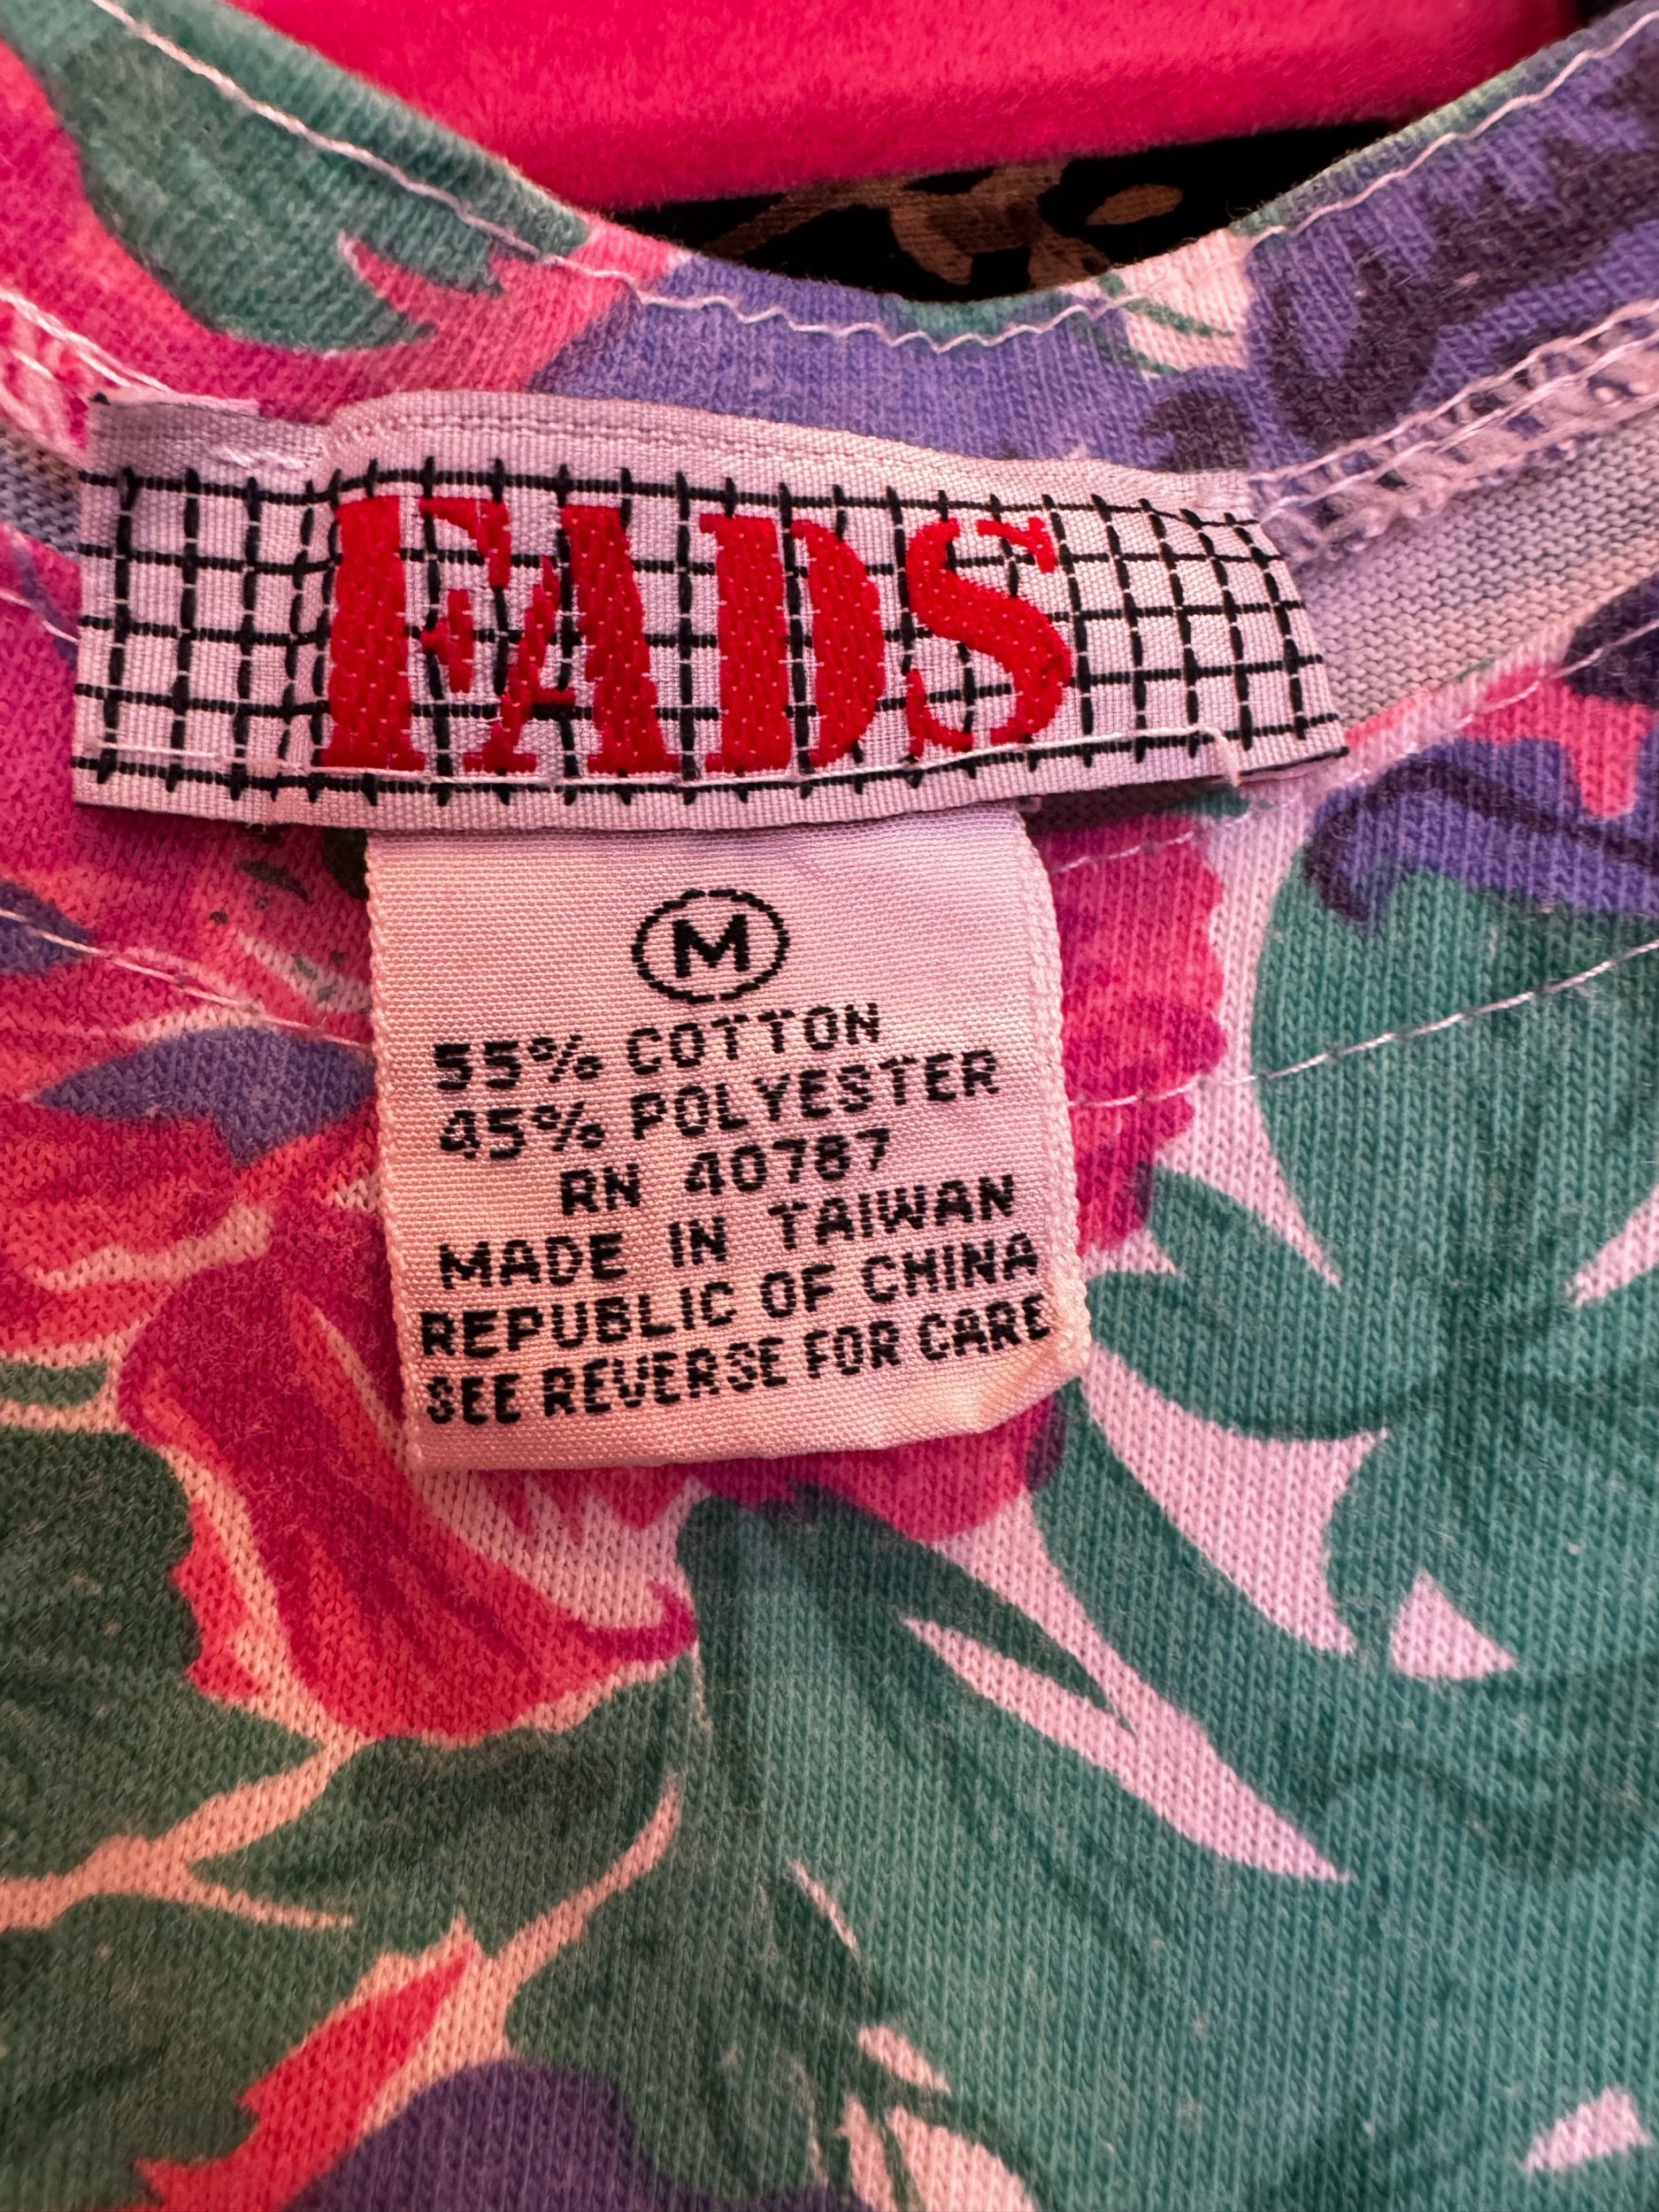 FADS
M
55% COTTON
45% POLYESTER
RN 40787
MADE IN TAIWAN
REPUBLIC OF CHINA
SEE REVERSE FOR CARE